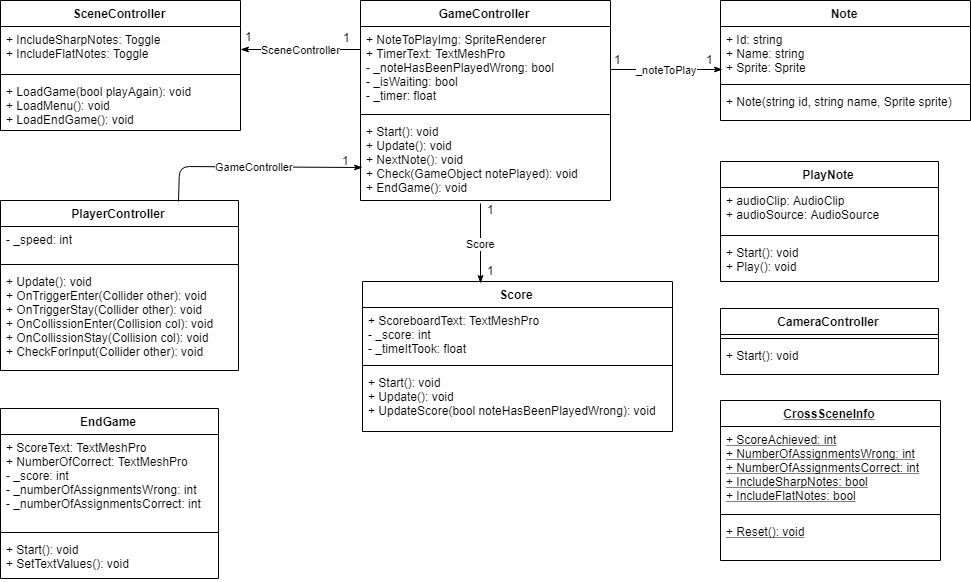 SceneController
+ IncludeSharpNotes: Toggle
+ IncludeFlatNotes: Toggle
+ LoadGame(bool playAgain): void
+ LoadMenu(): void
+ LoadEndGame(): void
1
SceneController
1
GameController
+ NoteToPlayImg: SpriteRenderer
+ TimerText: TextMeshPro
- _noteHasBeenPlayedWrong: bool
- _isWaiting: bool
- _timer: float
+ Start(): void
+ Update(): void
+ NextNote(): void
+ Check(GameObject notePlayed): void
+ EndGame(): void
1
_noteToPlay
1
Note
+ Id: string
+ Name: string
+ Sprite: Sprite
+ Note(string id, string name, Sprite sprite)
GameController
1
PlayerController
- _speed: int
+ Update(): void
+ OnTriggerEnter(Collider other): void
+ OnTriggerStay(Collider other): void
+ OnCollisionEnter(Collision col): void
+ OnCollisionStay(Collision col): void
+ CheckForInput(Collider other): void
1
Score
1
Score
+ ScoreboardText: TextMeshPro
- _score: int
- _timeItTook: float
+ Start(): void
+ Update(): void
+ UpdateScore(bool noteHasBeenPlayedWrong): void
PlayNote
+ audioClip: AudioClip
+ audioSource: AudioSource
+ Start(): void
+ Play(): void
CameraController
+ Start(): void
EndGame
+ ScoreText: TextMeshPro
+ NumberOfCorrect: TextMeshPro
- _score: int
- _numberOfAssignmentsWrong: int
- _numberOfAssignmentsCorrect: int
+ Start(): void
+ SetTextValues(): void
CrossSceneInfo
+ ScoreAchieved: int
+ NumberOfAssignmentsWrong: int
+ NumberOfAssignmentsCorrect: int
+ IncludeSharpNotes: bool
+ IncludeFlatNotes: bool
+ Reset(): void